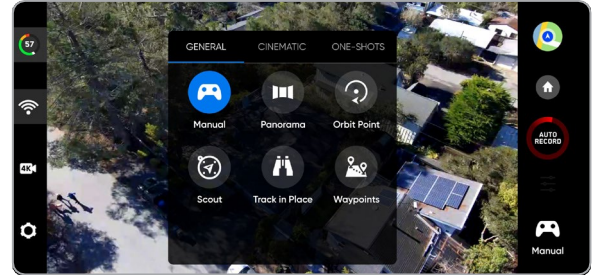 57
4K
GENERAL CINEMATIC ONE-SHOTS
Manual Panorama Orbit Point
Scout Track in Place Waypoints
AUTO
RECORD
Manual